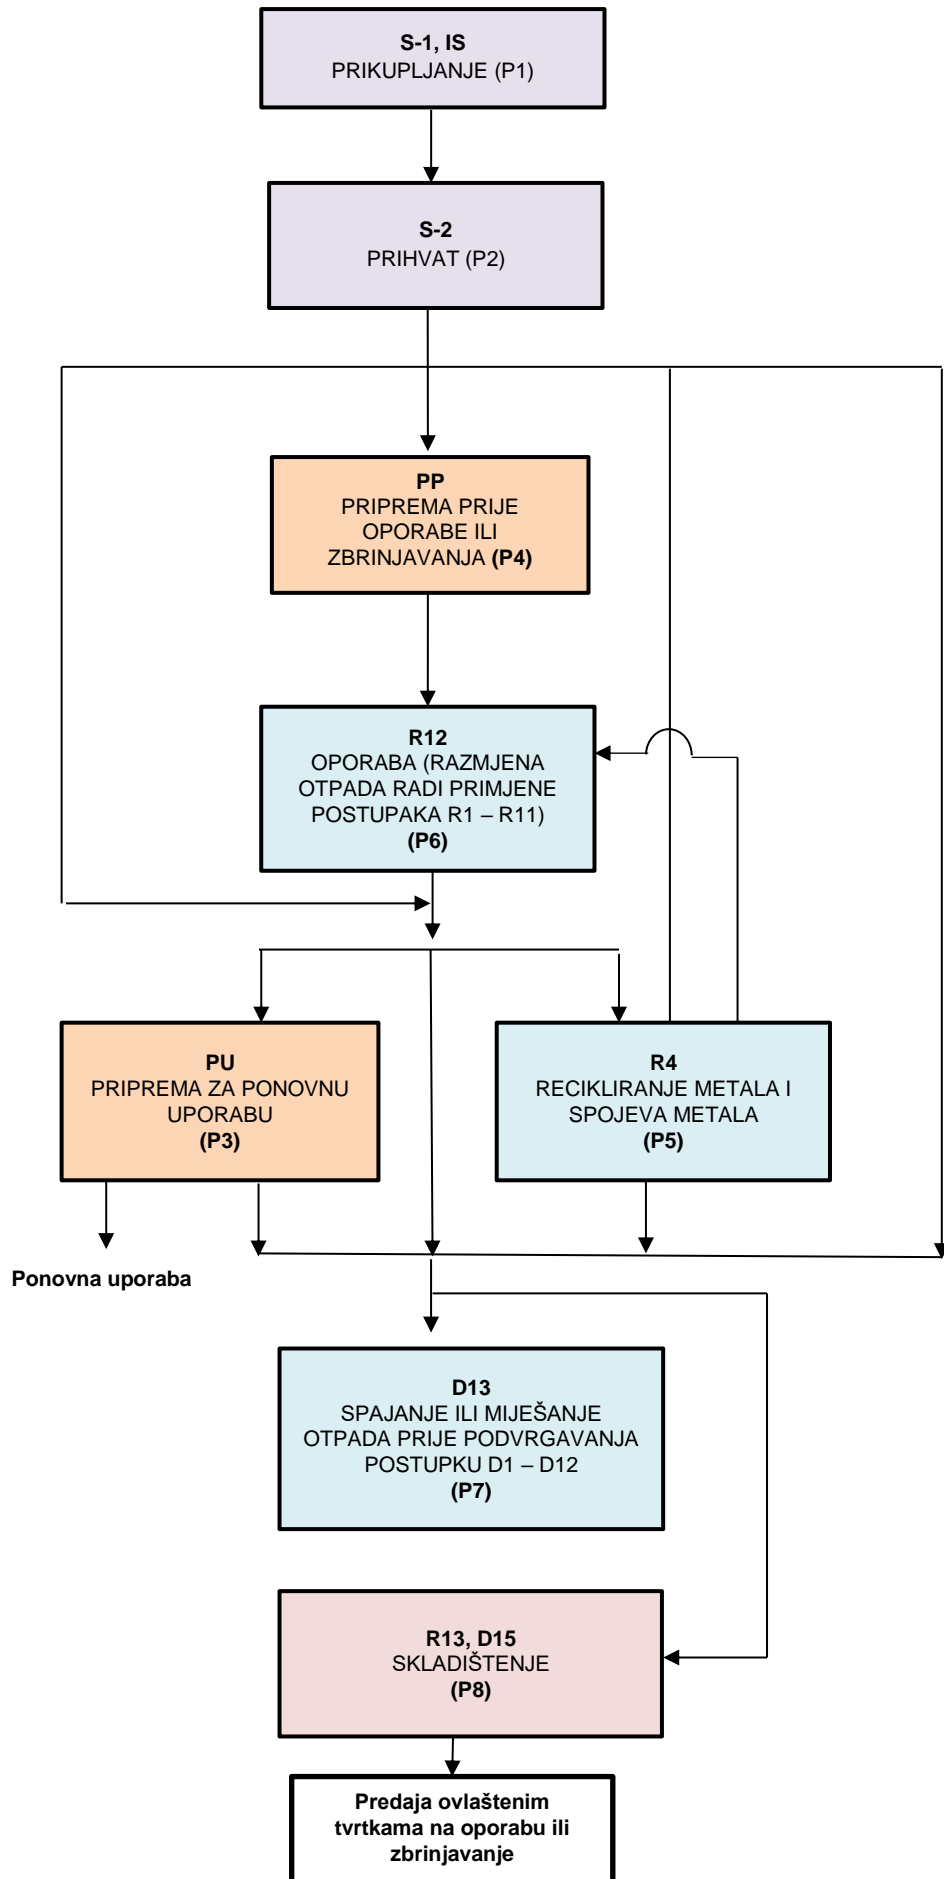 S-1, IS
PRIKUPLJANJE (P1)
S-2
PRIHVAT (P2)
PP
PRIPREMA PRIJE
OPORABE ILI
ZBRINJAVANJA (P4)
R12
OPORABA (RAZMJENA
OTPADA RADI PRIMJENE
POSTUPAKA R1 – R11)
(P6)
PU
PRIPREMA ZA PONOVNU
UPORABU
(P3)
R4
RECIKLIRANJE METALA I
SPOJEVA METALA
(P5)
Ponovna uporaba
D13
SPAJANJE ILI MIJEŠANJE
OTPADA PRIJE PODVRGAVANJA
POSTUPKU D1 – D12
(P7)
R13, D15
SKLADIŠTENJE
(P8)
Predaja ovlaštenim
tvrtkama na oporabu ili
zbrinjavanje